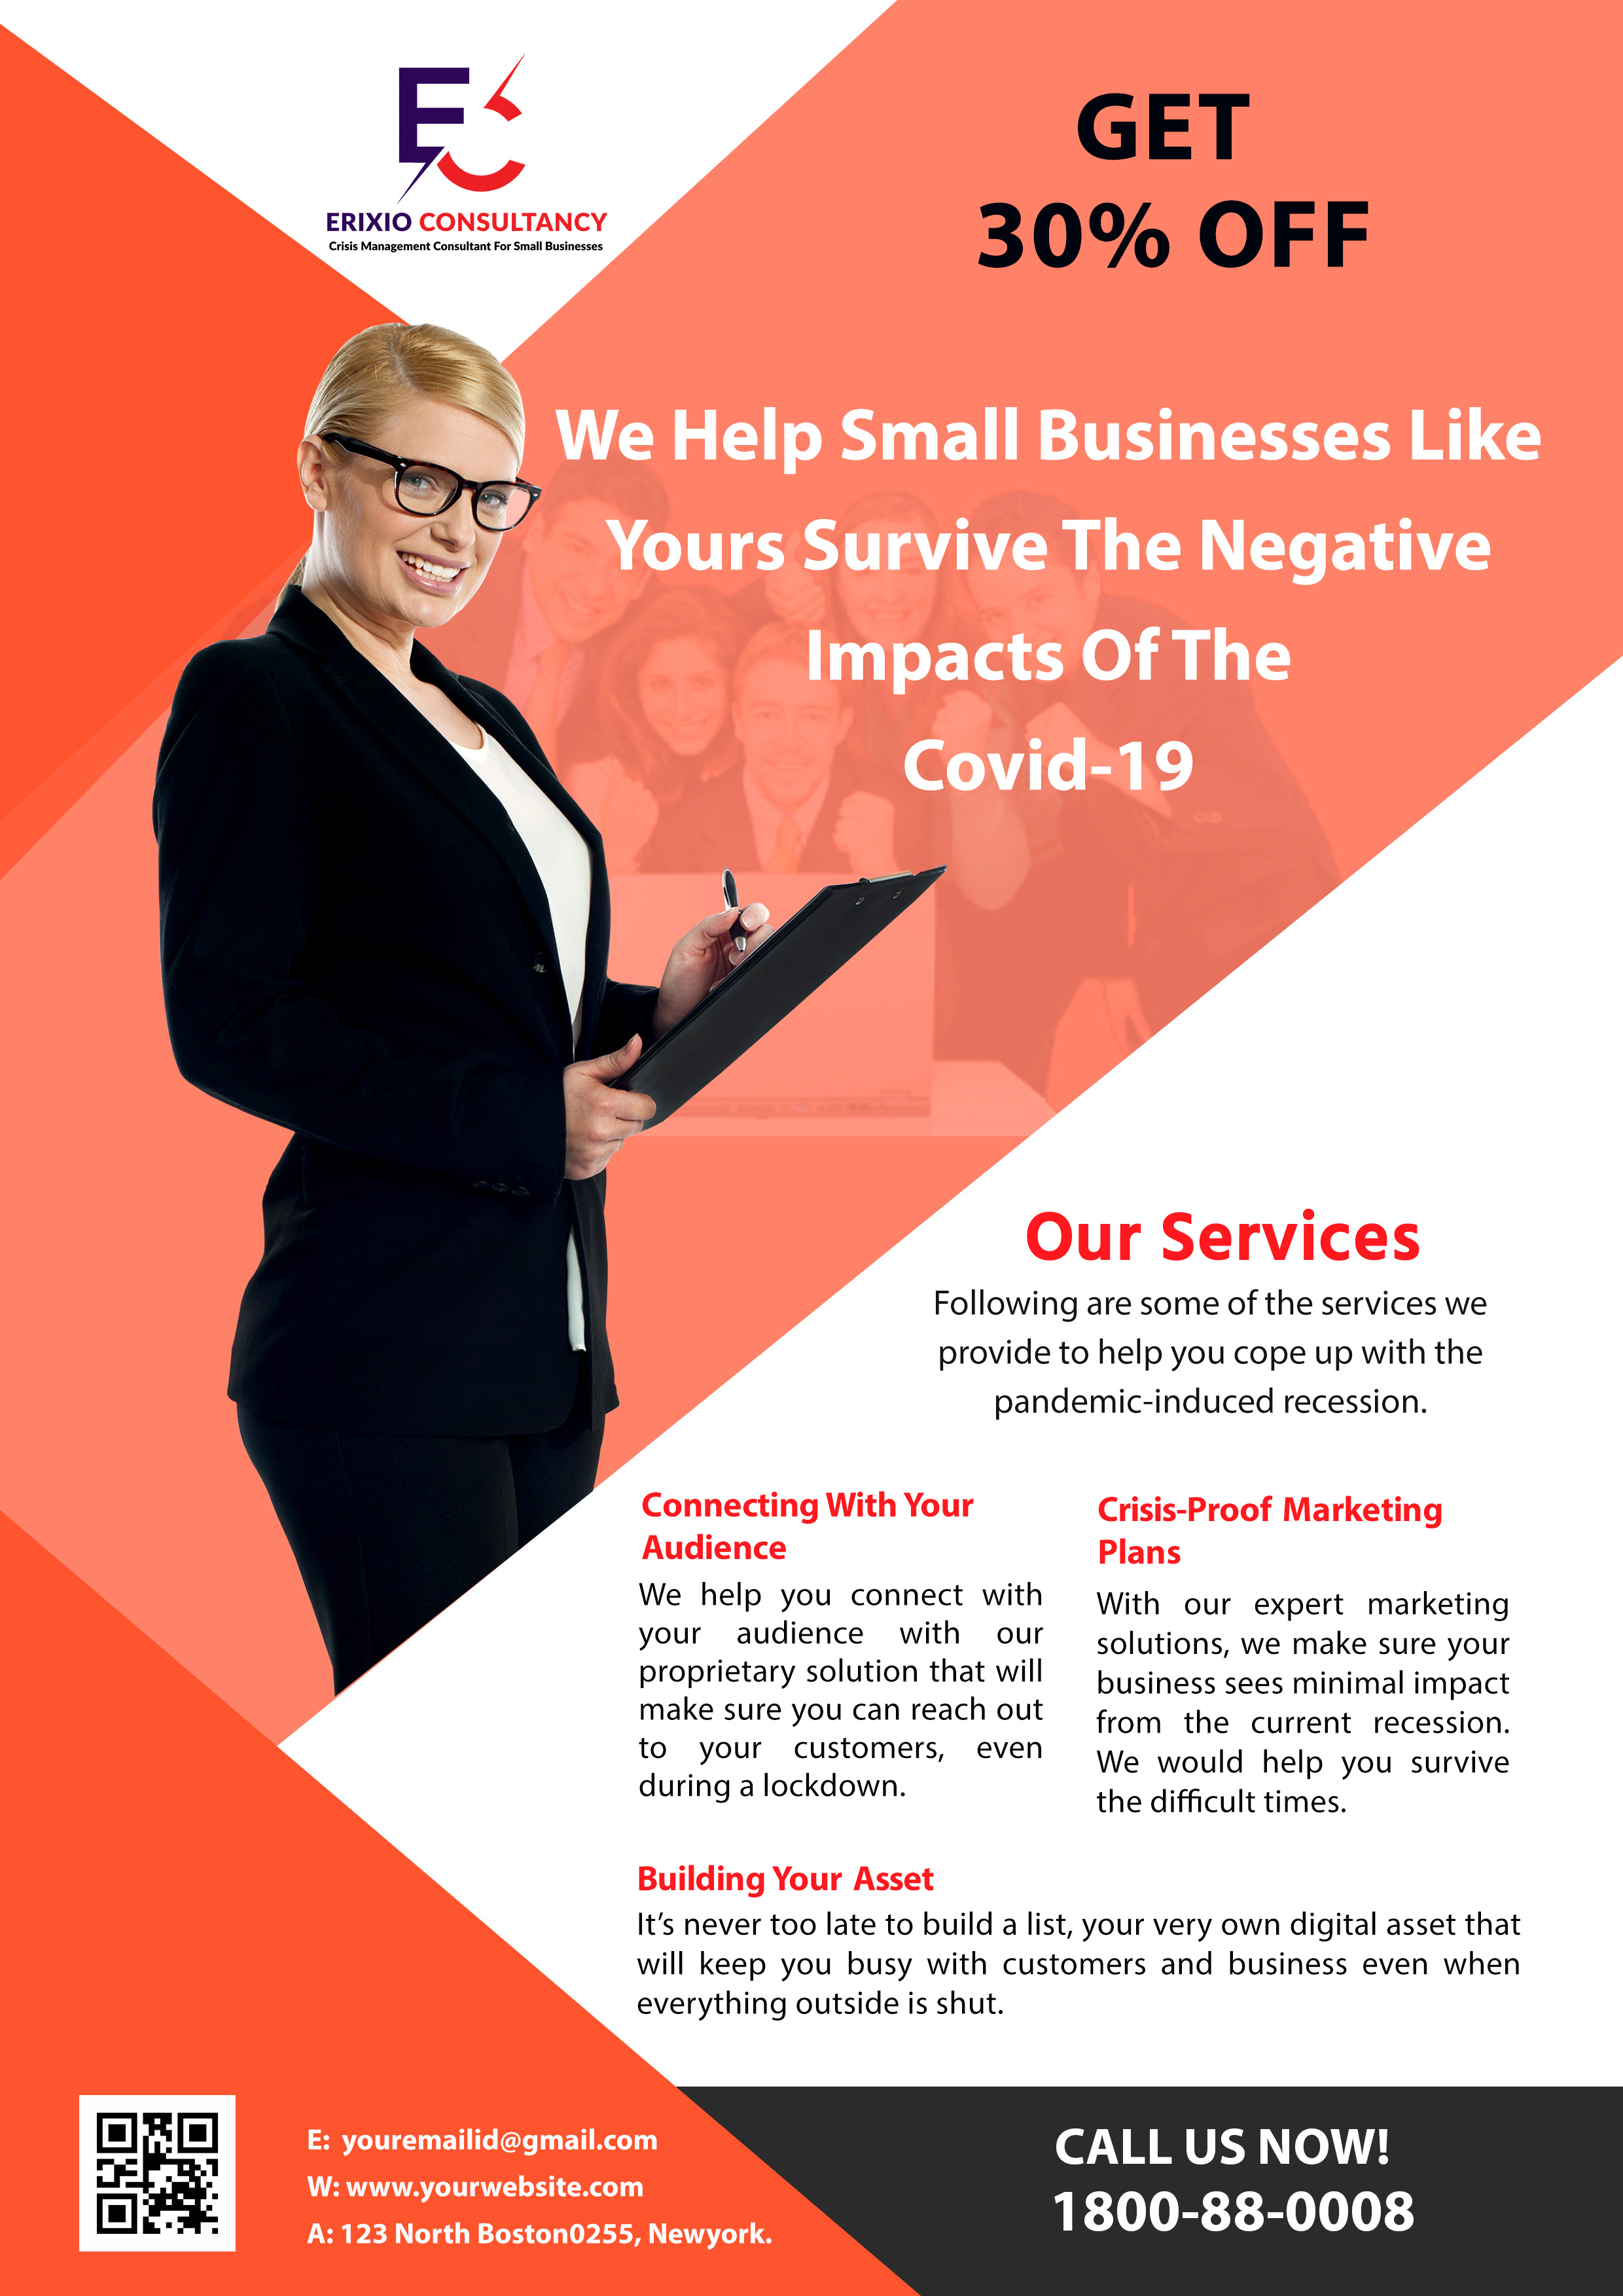 EC
ERIXIO CONSULTANCY
Crisis Management Consultant For Small Businesses
GET
30% OFF
We Help Small Businesses Like
Yours Survive The Negative
Impacts Of The
Covid-19
Our Services
Following are some of the services we
provide to help you cope up with the
pandemic-induced recession.
Connecting With Your
Audience
We help you connect with
your audience with our
proprietary solution that will
make sure you can reach out
to your customers, even
during a lockdown.
Crisis-Proof Marketing
Plans
With our expert marketing
solutions, we make sure your
business sees minimal impact
from the current recession.
We would help you survive
the difficult times.
Building Your Asset
It’s never too late to build a list, your very own digital asset that
will keep you busy with customers and business even when
everything outside is shut.
E: youremailid@gmail.com
W: www.yourwebsite.com
A: 123 North Boston0255, Newyork.
CALL US NOW!
1800-88-0008